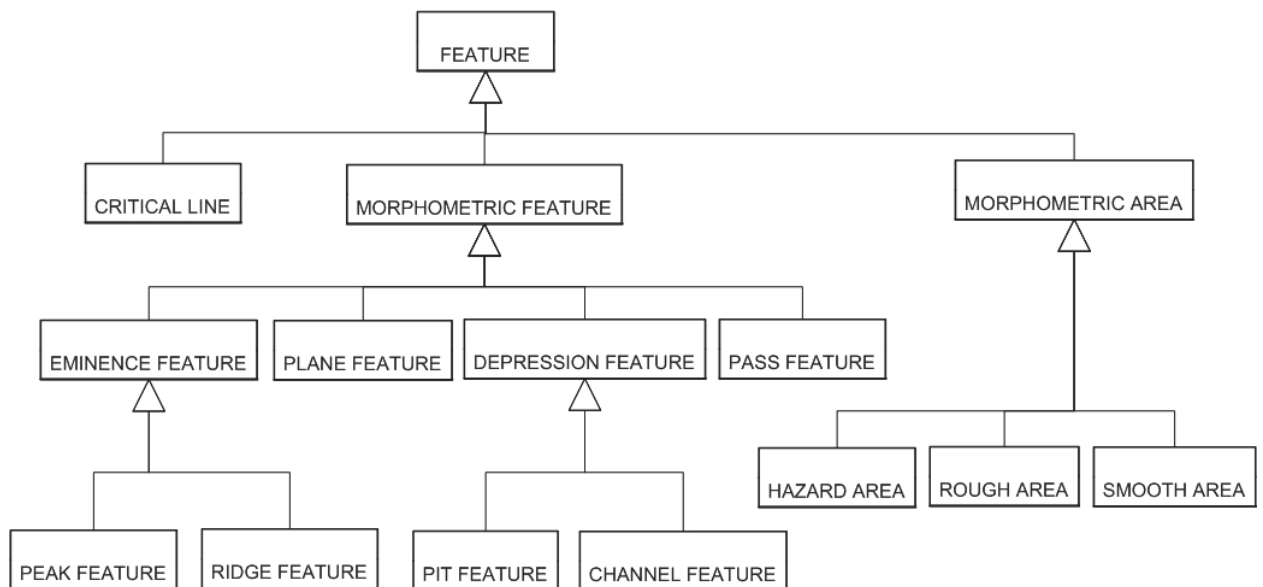 FEATURE
CRITICAL LINE
MORPHOMETRIC FEATURE
MORPHOMETRIC AREA
EMINENCE FEATURE
PLANE FEATURE
DEPRESSION FEATURE
PASS FEATURE
HAZARD AREA
ROUGH AREA
SMOOTH AREA
PEAK FEATURE
RIDGE FEATURE
PIT FEATURE
CHANNEL FEATURE